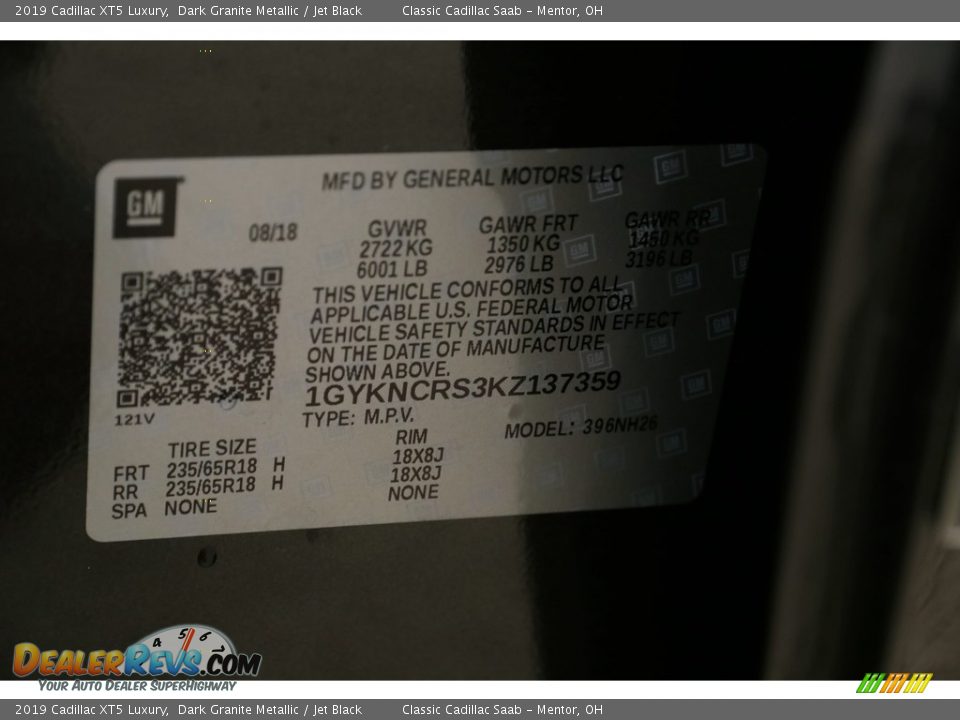 2019 Cadillac XT5 Luxury, Dark Granite Metallic / Jet Black Classic Cadillac Saab - Mentor, OH
MFD BY GENERAL MOTORS LLC
GM
08/18 GVWR GAWR FRT GAWR RR
2722 KG 1350 KG 1450 KG
6001 LB 2976 LB 3196 LB
THIS VEHICLE CONFORMS TO ALL
APPLICABLE U.S. FEDERAL MOTOR
VEHICLE SAFETY STANDARDS IN EFFECT
ON THE DATE OF MANUFACTURE
SHOWN ABOVE.
1GYKNCRS3KZ137359
121V
TYPE: M.P.V. MODEL: 396NH26
TIRE SIZE RIM
FRT 235/65R18 H 18X8J
RR 235/65R18 H 18X8J
SPA NONE NONE
4 5 6
DEALERREVS.COM
YOUR AUTO DEALER SUPERHIGHWAY
2019 Cadillac XT5 Luxury, Dark Granite Metallic / Jet Black Classic Cadillac Saab - Mentor, OH